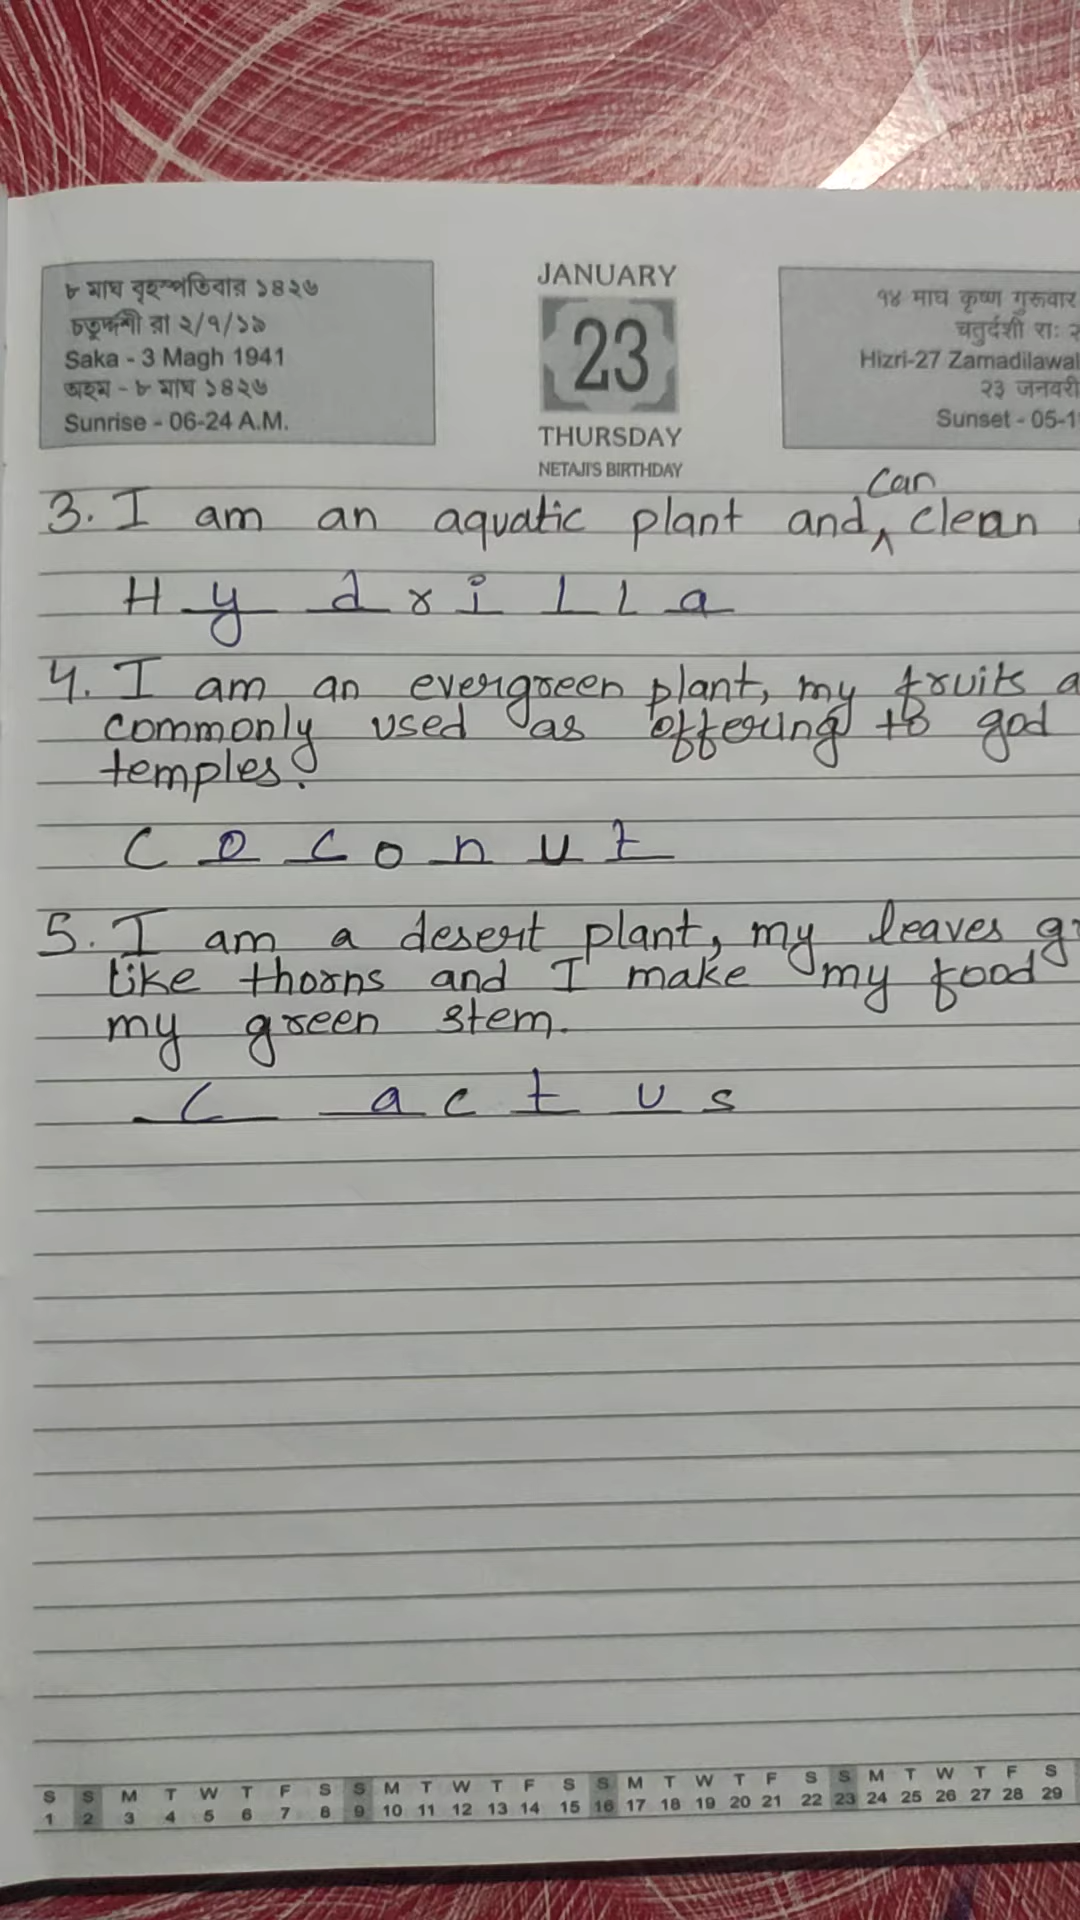 ৮ মাঘ বৃহস্পতিবার ১৪২৬
চতুর্দ্দশী রা ২/৭/১৯
Saka - 3 Magh 1941
অহম - ৮ মাঘ ১৪২৬
Sunrise - 06-24 A.M.
JANUARY
23
THURSDAY
NETAJI'S BIRTHDAY
१४ माघ कृष्ण गुरूवार
चतुर्दशी राः
Hizri-27 Zamadilawal
२३ जनवरी
Sunset - 05-1
can
3. I am an aquatic plant and ^ clean
H y d r i l l a
4. I am an evergreen plant, my fruits a
commonly used as offering to god
temples.
C o c o n u t
5. I am a desert plant, my leaves gr
like thorns and I make my food
my green stem.
C a c t u s
S S M T W T F S S M T W T F S S M T W T F S S M T W T F S
1 2 3 4 5 6 7 8 9 10 11 12 13 14 15 16 17 18 19 20 21 22 23 24 25 26 27 28 29